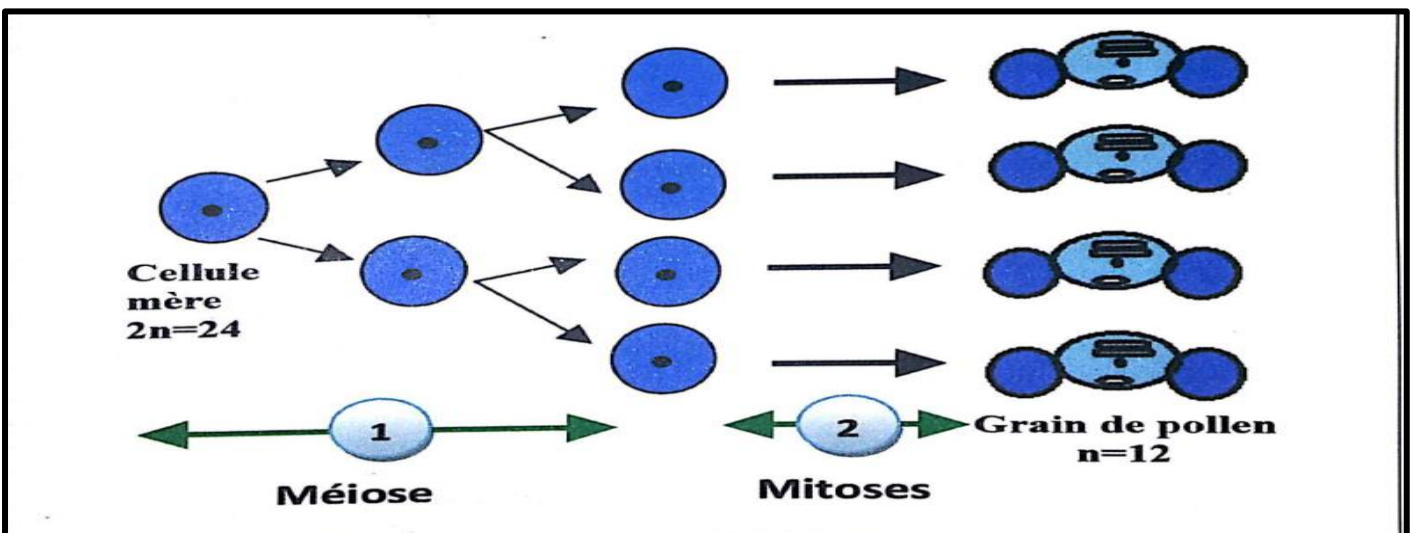 Cellule
mère
2n=24
1
2
Grain de pollen
n=12
Méiose
Mitoses